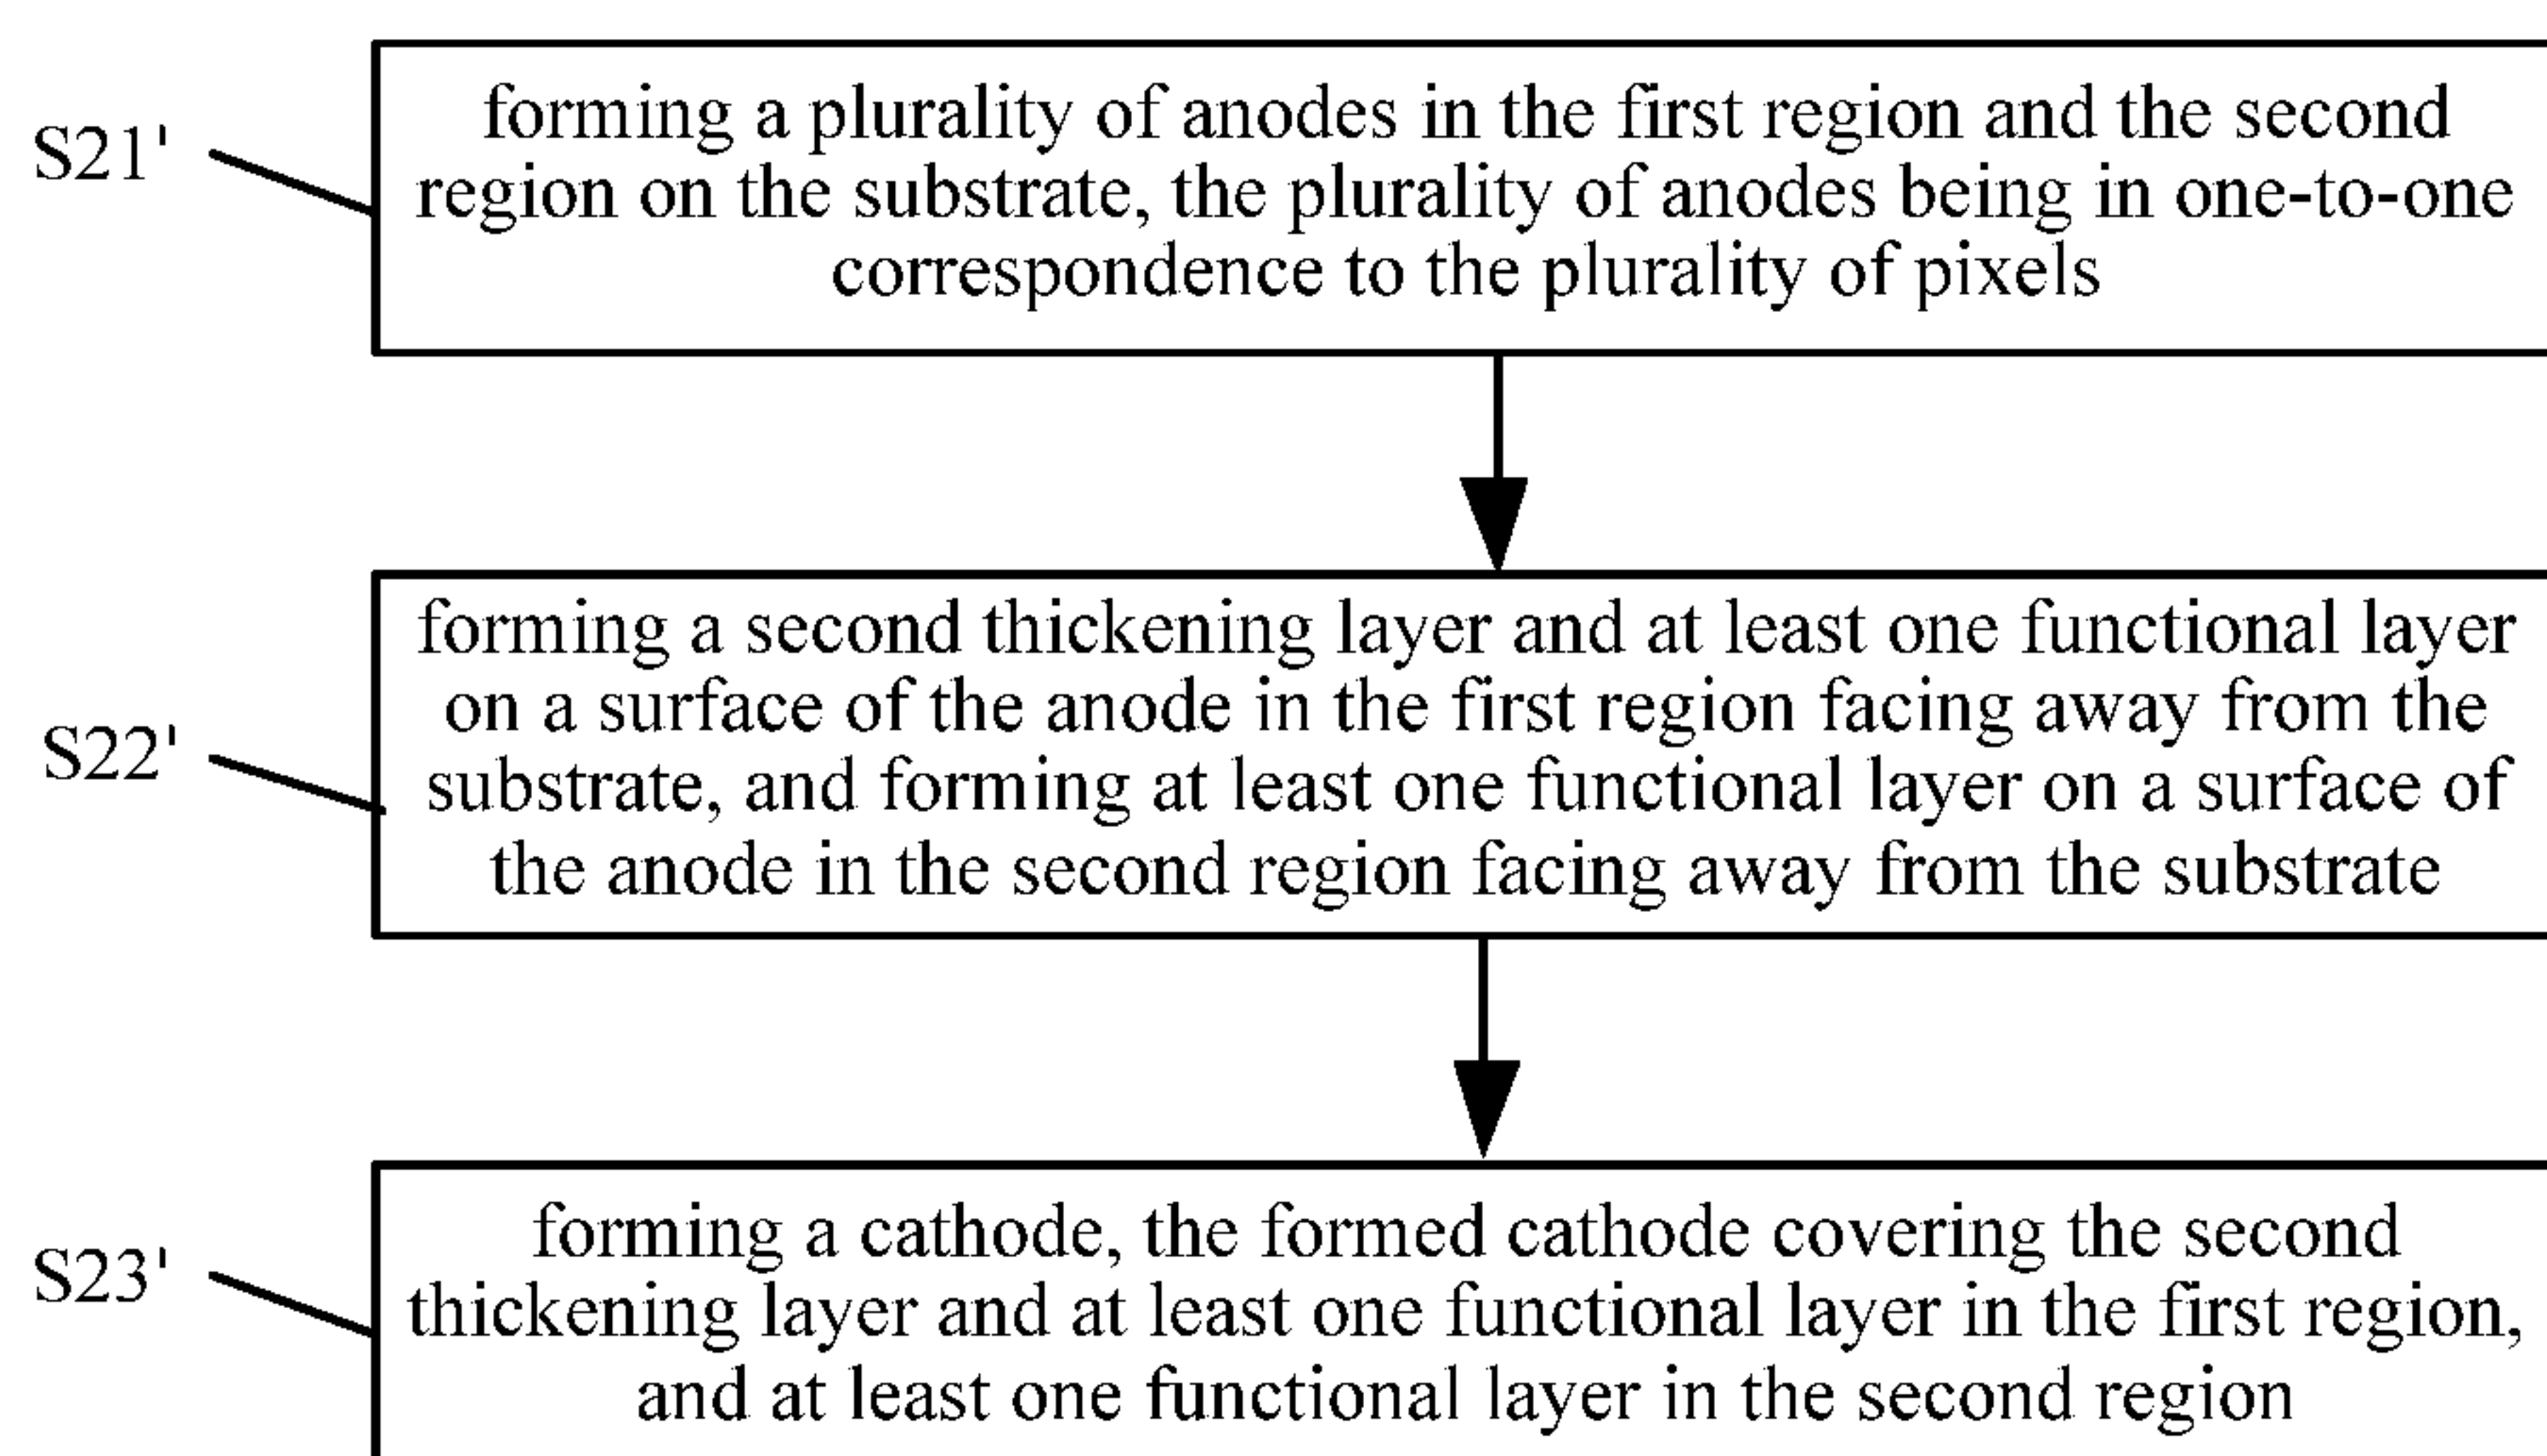 S21'
forming a plurality of anodes in the first region and the second
region on the substrate, the plurality of anodes being in one-to-one
correspondence to the plurality of pixels
S22'
forming a second thickening layer and at least one functional layer
on a surface of the anode in the first region facing away from the
substrate, and forming at least one functional layer on a surface of
the anode in the second region facing away from the substrate
S23'
forming a cathode, the formed cathode covering the second
thickening layer and at least one functional layer in the first region,
and at least one functional layer in the second region